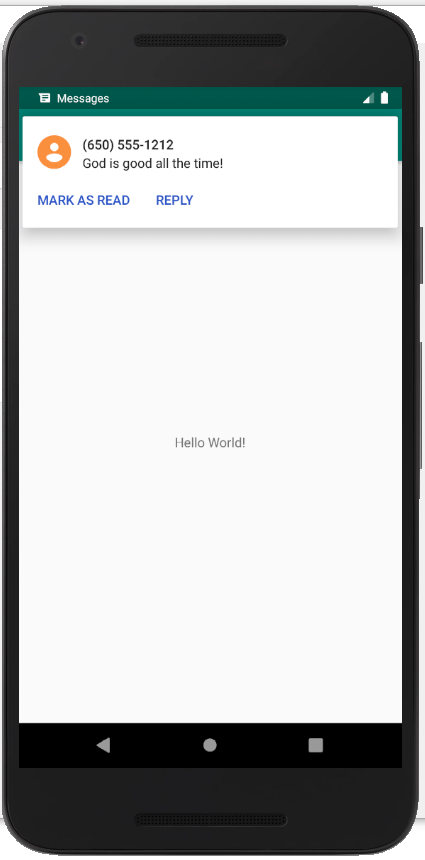 Messages
(650) 555-1212
God is good all the time!
MARK AS READ REPLY
Hello World!